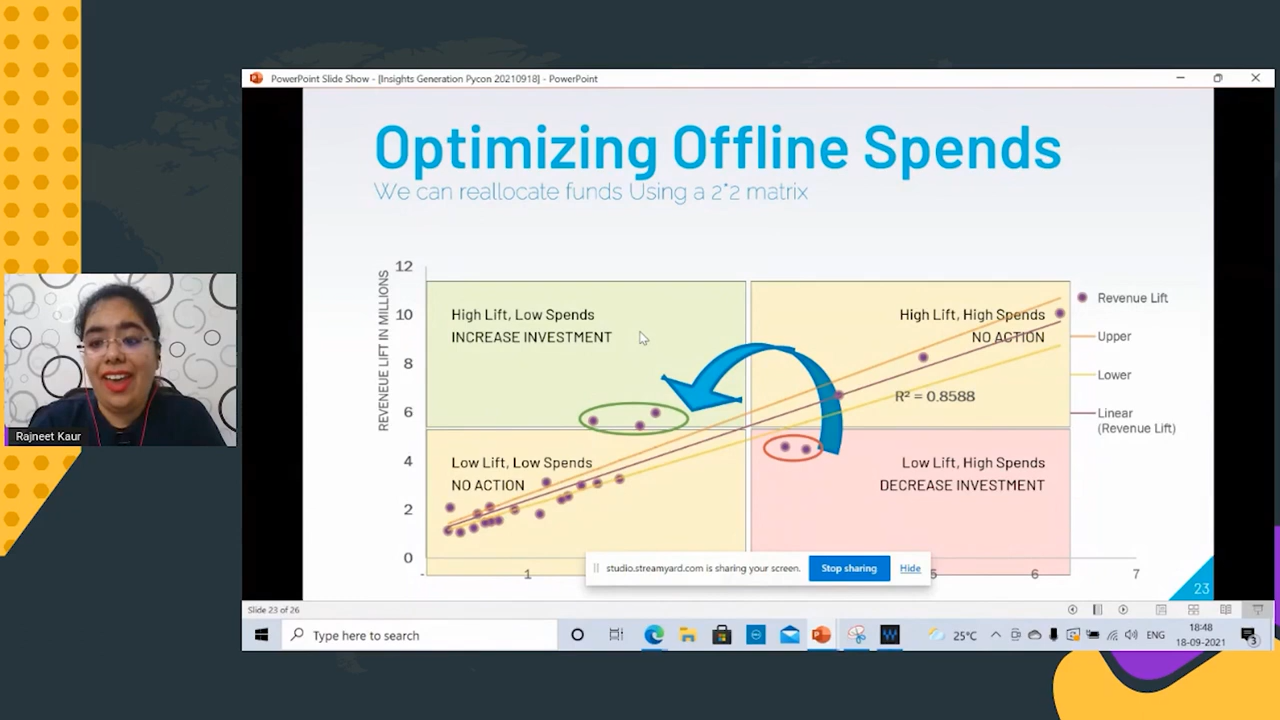 PowerPoint Slide Show - [Insights Generation Pycon 20210918] - PowerPoint
Optimizing Offline Spends
We can reallocate funds Using a 2*2 matrix
REVENEUE LIFT IN MILLIONS
12
10
8
6
4
2
0
High Lift, Low Spends
INCREASE INVESTMENT
High Lift, High Spends
NO ACTION
R² = 0.8588
Low Lift, Low Spends
NO ACTION
Low Lift, High Spends
DECREASE INVESTMENT
Revenue Lift
Upper
Lower
Linear
(Revenue Lift)
- 1 5 6 7
Rajneet Kaur
studio.streamyard.com is sharing your screen.
Stop sharing
Hide
23
Slide 23 of 26
Type here to search
25°C
ENG
18:48
18-09-2021
3